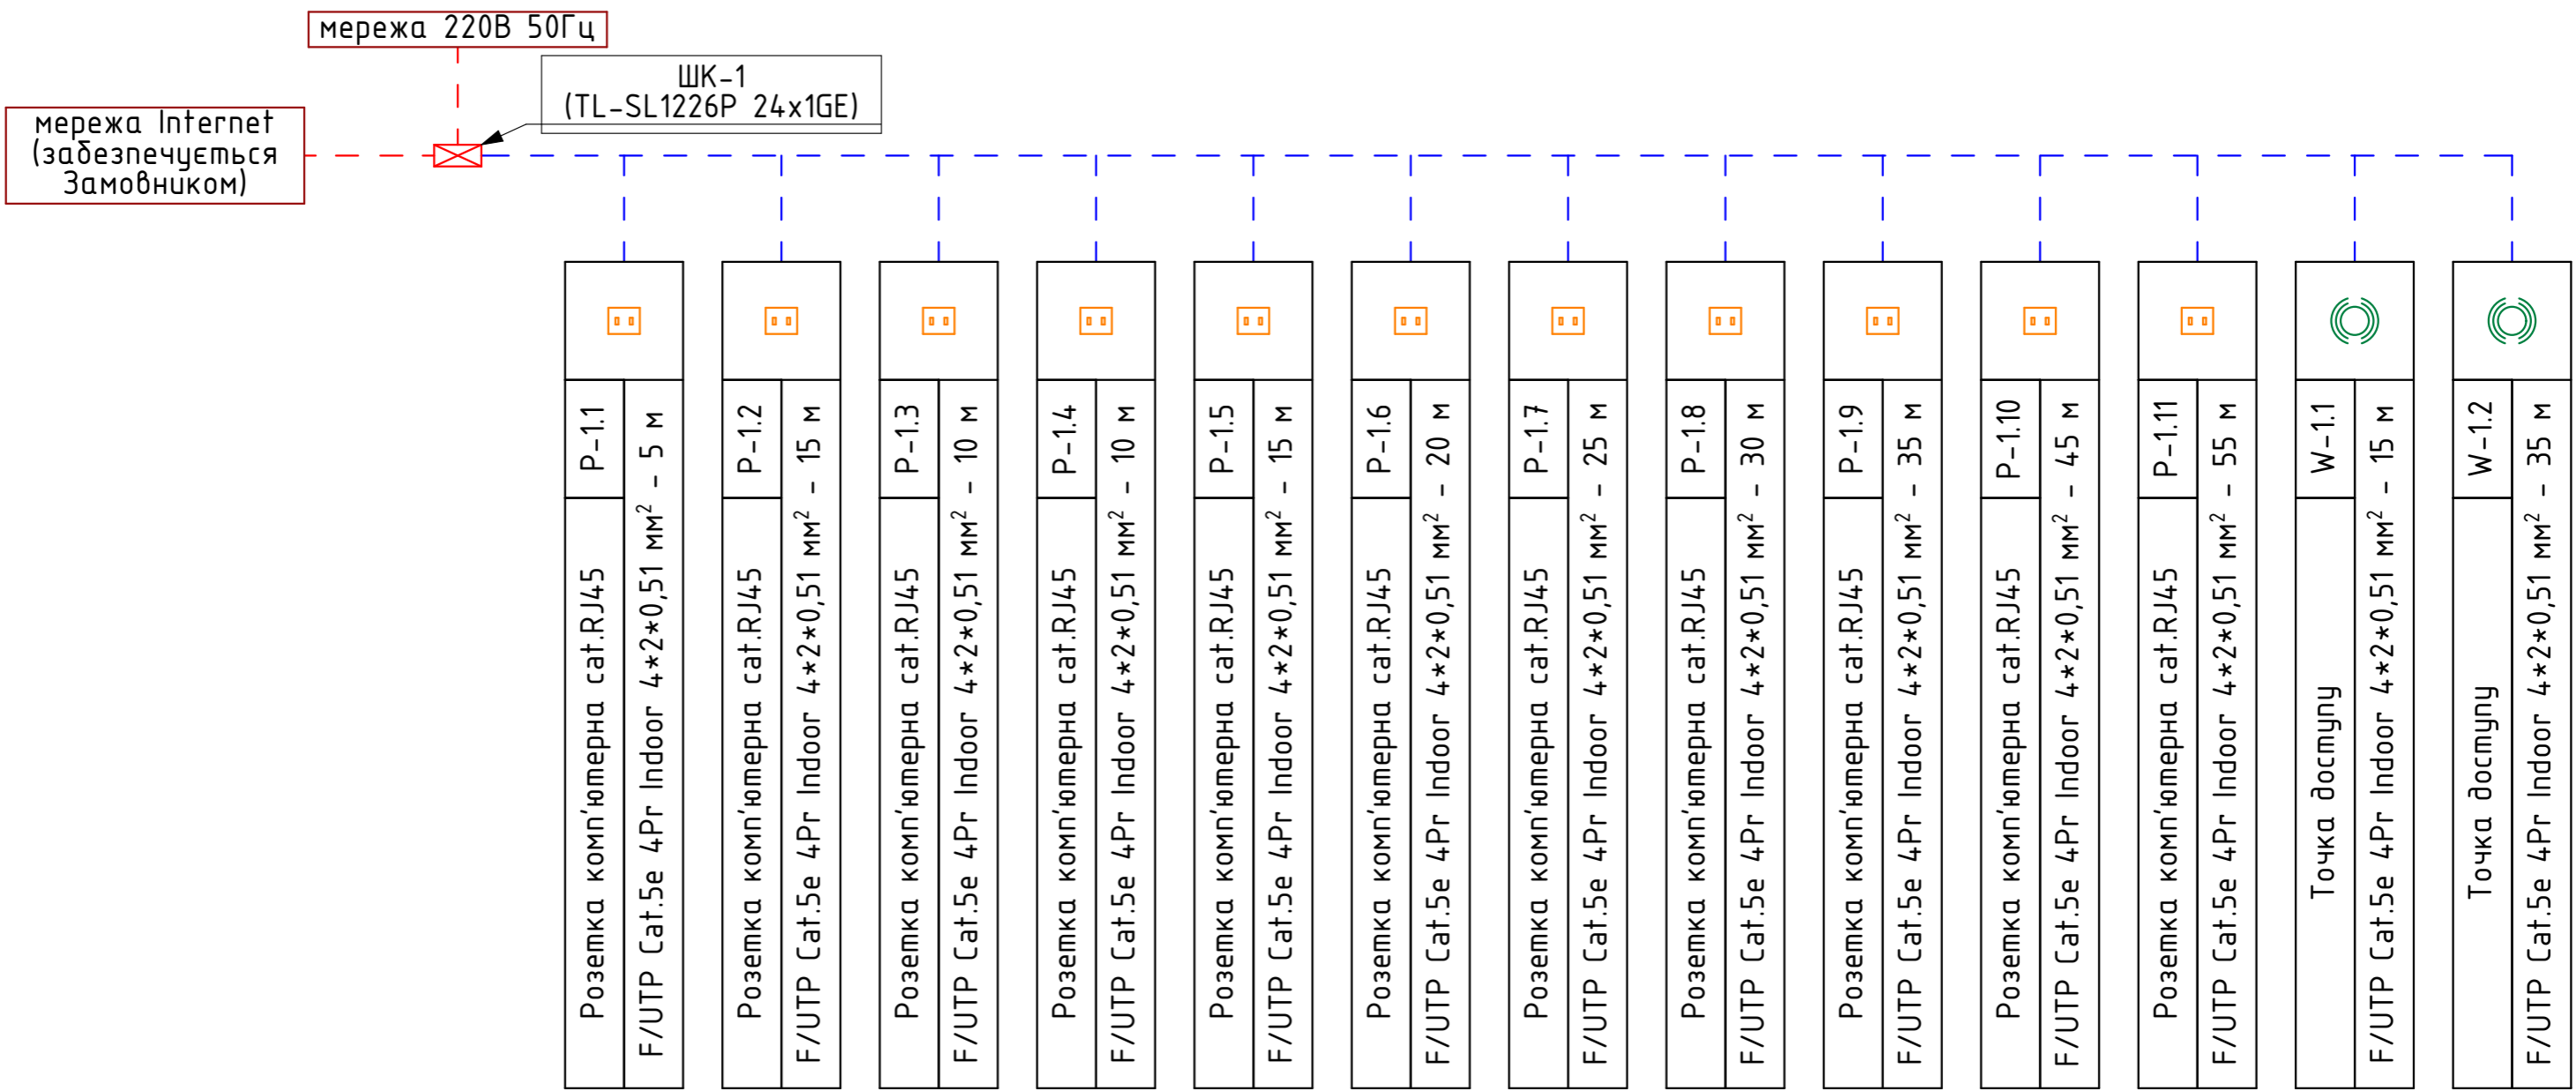 мережа 220В 50Гц
ШК-1
(TL-SL1226P 24x1GE)
мережа Internet
(забезпечується
Замовником)
Р-1.1
Розетка комп'ютерна cat.RJ45
F/UTP Cat.5e 4Pr Indoor 4*2*0,51 мм² - 5 м
Р-1.2
Розетка комп'ютерна cat.RJ45
F/UTP Cat.5e 4Pr Indoor 4*2*0,51 мм² - 15 м
Р-1.3
Розетка комп'ютерна cat.RJ45
F/UTP Cat.5e 4Pr Indoor 4*2*0,51 мм² - 10 м
Р-1.4
Розетка комп'ютерна cat.RJ45
F/UTP Cat.5e 4Pr Indoor 4*2*0,51 мм² - 10 м
Р-1.5
Розетка комп'ютерна cat.RJ45
F/UTP Cat.5e 4Pr Indoor 4*2*0,51 мм² - 15 м
Р-1.6
Розетка комп'ютерна cat.RJ45
F/UTP Cat.5e 4Pr Indoor 4*2*0,51 мм² - 20 м
Р-1.7
Розетка комп'ютерна cat.RJ45
F/UTP Cat.5e 4Pr Indoor 4*2*0,51 мм² - 25 м
Р-1.8
Розетка комп'ютерна cat.RJ45
F/UTP Cat.5e 4Pr Indoor 4*2*0,51 мм² - 30 м
Р-1.9
Розетка комп'ютерна cat.RJ45
F/UTP Cat.5e 4Pr Indoor 4*2*0,51 мм² - 35 м
Р-1.10
Розетка комп'ютерна cat.RJ45
F/UTP Cat.5e 4Pr Indoor 4*2*0,51 мм² - 45 м
Р-1.11
Розетка комп'ютерна cat.RJ45
F/UTP Cat.5e 4Pr Indoor 4*2*0,51 мм² - 55 м
W-1.1
Точка доступу
F/UTP Cat.5e 4Pr Indoor 4*2*0,51 мм² - 15 м
W-1.2
Точка доступу
F/UTP Cat.5e 4Pr Indoor 4*2*0,51 мм² - 35 м